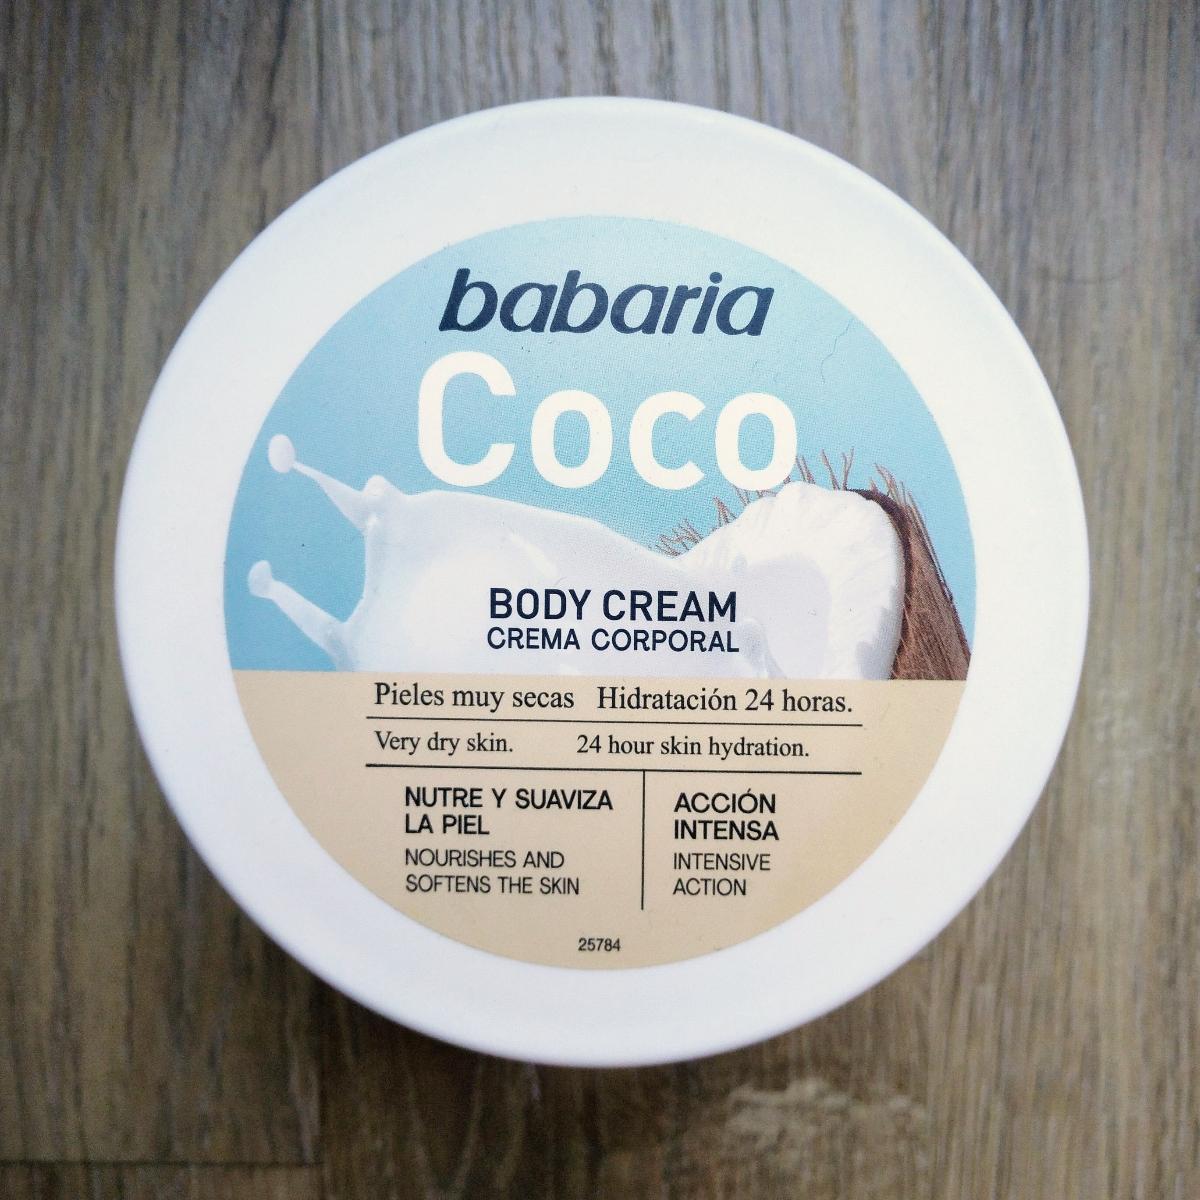 babaria
Coco
BODY CREAM
CREMA CORPORAL
Pieles muy secas Hidratación 24 horas.
Very dry skin. 24 hour skin hydration.
NUTRE Y SUAVIZA
LA PIEL
NOURISHES AND
SOFTENS THE SKIN
ACCIÓN
INTENSA
INTENSIVE
ACTION
25784